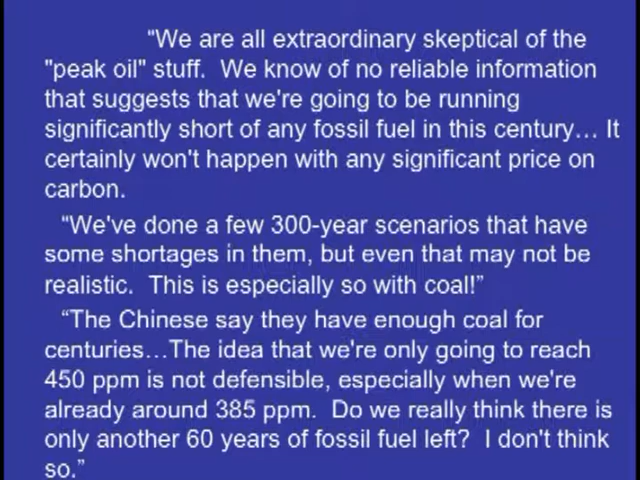 “We are all extraordinary skeptical of the
"peak oil" stuff.  We know of no reliable information
that suggests that we're going to be running
significantly short of any fossil fuel in this century… It
certainly won't happen with any significant price on
carbon.
“We've done a few 300-year scenarios that have
some shortages in them, but even that may not be
realistic.  This is especially so with coal!”
“The Chinese say they have enough coal for
centuries…The idea that we're only going to reach
450 ppm is not defensible, especially when we're
already around 385 ppm.  Do we really think there is
only another 60 years of fossil fuel left?  I don't think
so.”